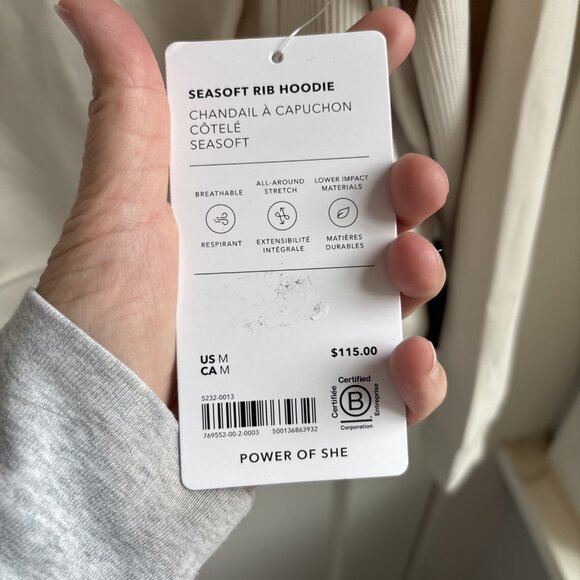 SEASOFT RIB HOODIE
CHANDAIL À CAPUCHON
CÔTELÉ
SEASOFT
BREATHABLE
RESPIRANT
ALL-AROUND
STRETCH
EXTENSIBILITÉ
INTÉGRALE
LOWER IMPACT
MATERIALS
MATIÈRES
DURABLES
US M
CA M
$115.00
S232-0013
769552-00-2-0003 500136863932
Certified
Certifiée
B
Entreprise
Corporation
POWER OF SHE